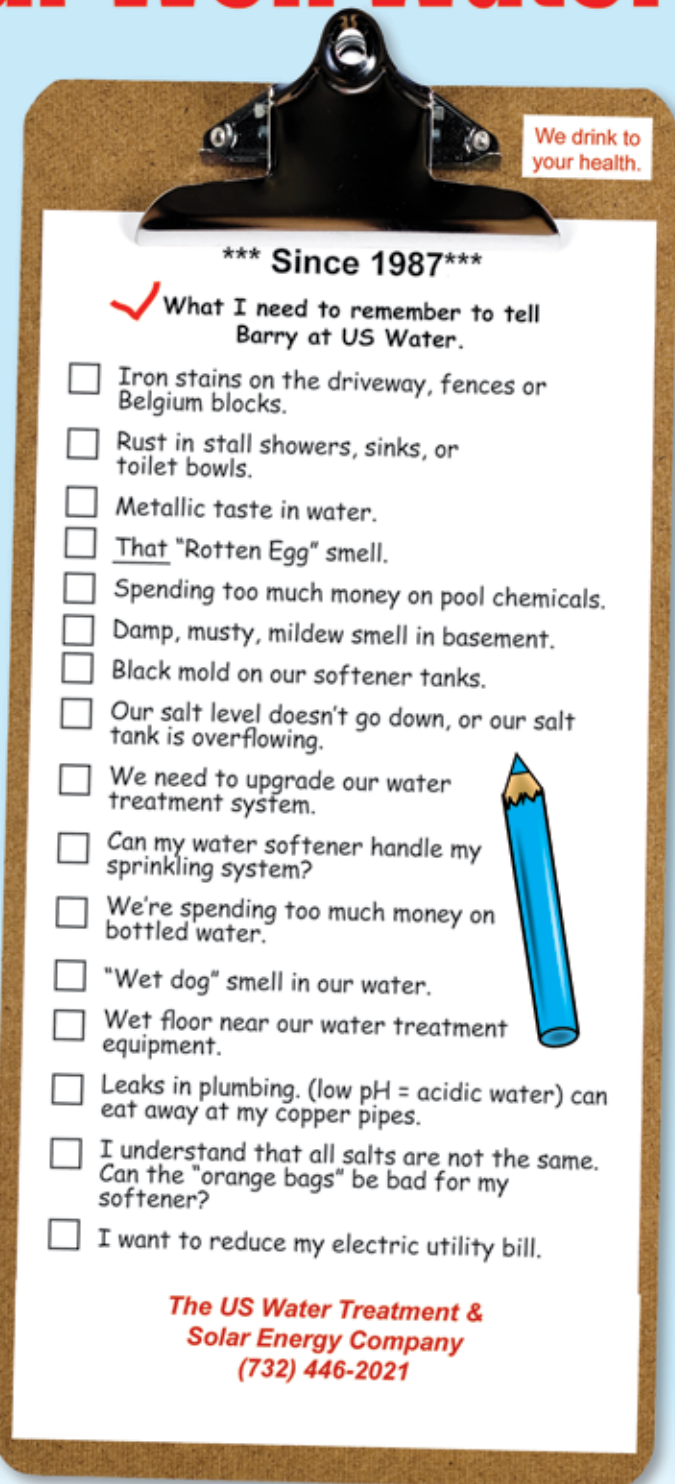 Well Water
We drink to
your health.
*** Since 1987***
What I need to remember to tell
Barry at US Water.
Iron stains on the driveway, fences or
Belgium blocks.
Rust in stall showers, sinks, or
toilet bowls.
Metallic taste in water.
That "Rotten Egg" smell.
Spending too much money on pool chemicals.
Damp, musty, mildew smell in basement.
Black mold on our softener tanks.
Our salt level doesn't go down, or our salt
tank is overflowing.
We need to upgrade our water
treatment system.
Can my water softener handle my
sprinkling system?
We're spending too much money on
bottled water.
"Wet dog" smell in our water.
Wet floor near our water treatment
equipment.
Leaks in plumbing. (low pH = acidic water) can
eat away at my copper pipes.
I understand that all salts are not the same.
Can the "orange bags" be bad for my
softener?
I want to reduce my electric utility bill.
The US Water Treatment &
Solar Energy Company
(732) 446-2021